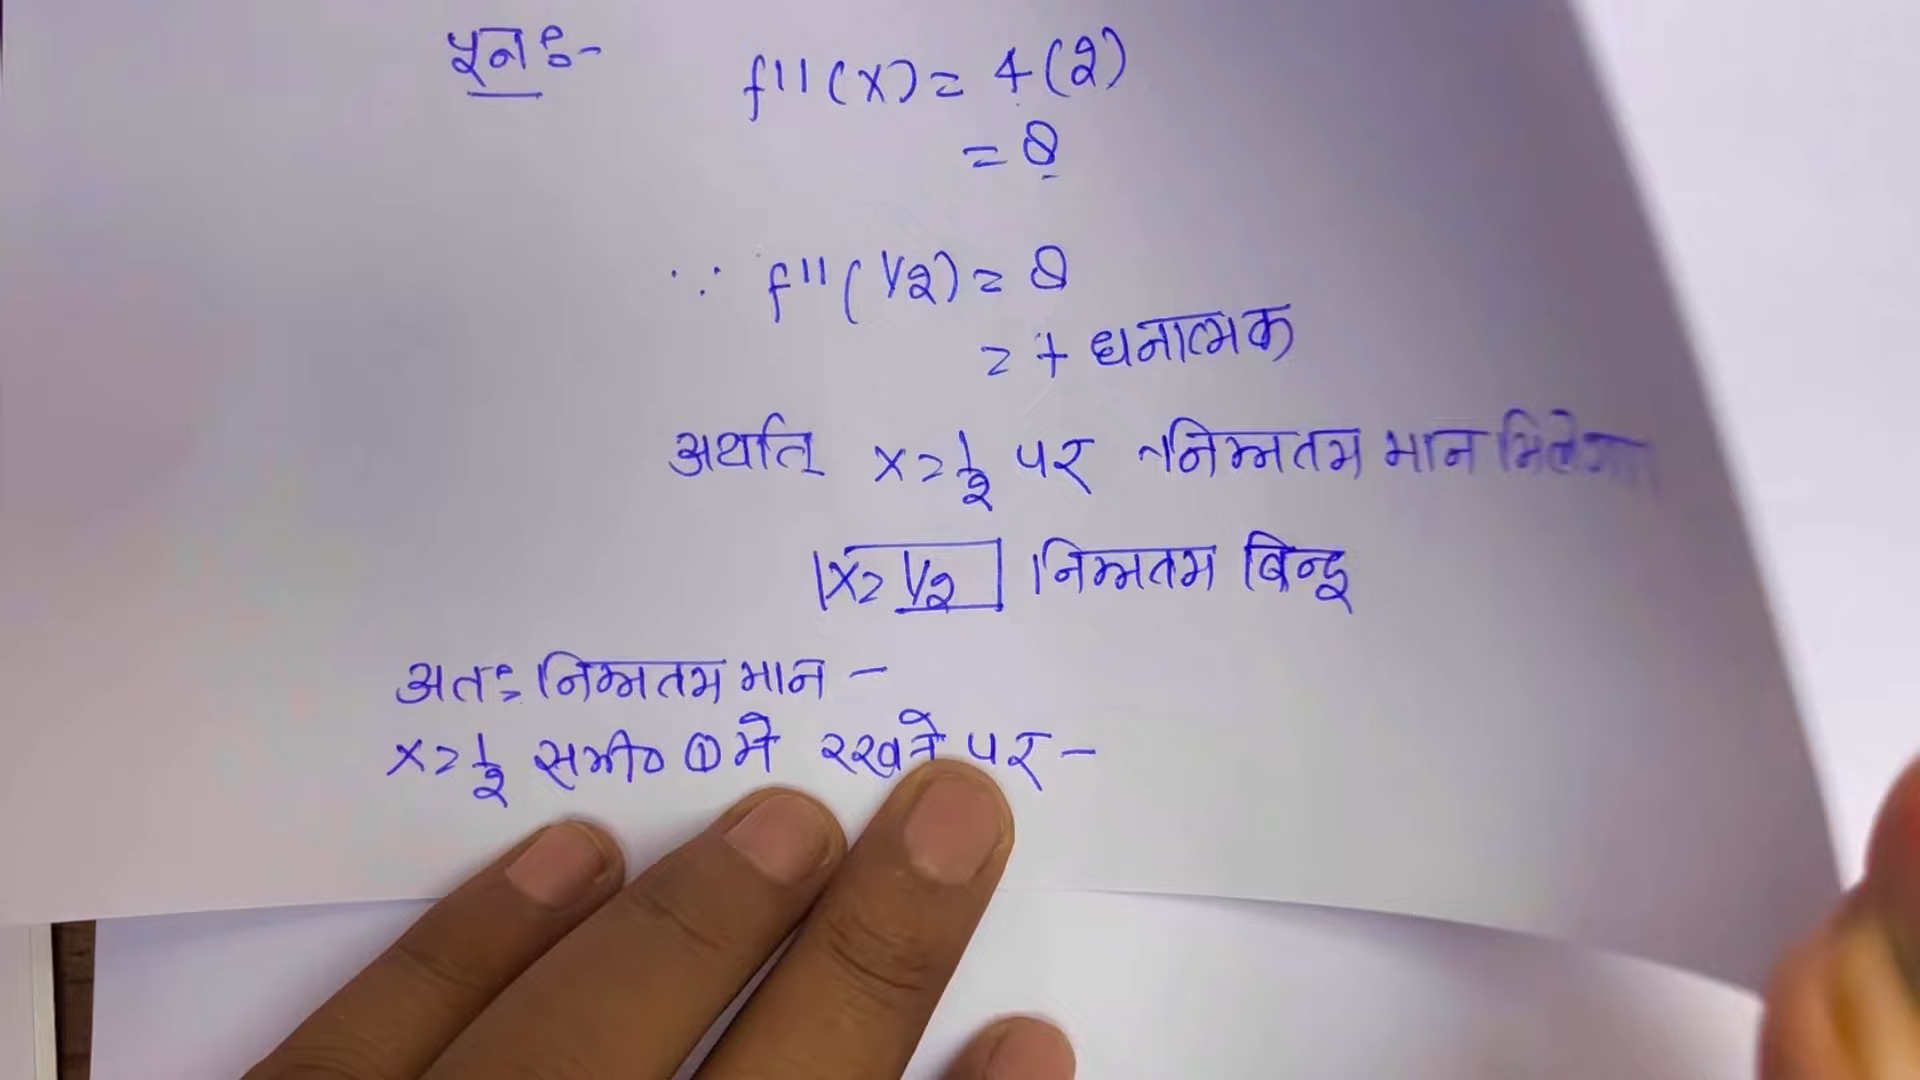 पुनः- f''(x) = 4(2)
= 8
∵ f''(1/2) = 8
= + धनात्मक
अर्थात् x = 1/2 पर निम्नतम मान मिलेगा
x = 1/2 निम्नतम बिन्दू
अतः निम्नतम मान -
x = 1/2 समी० ① मे रखने पर -